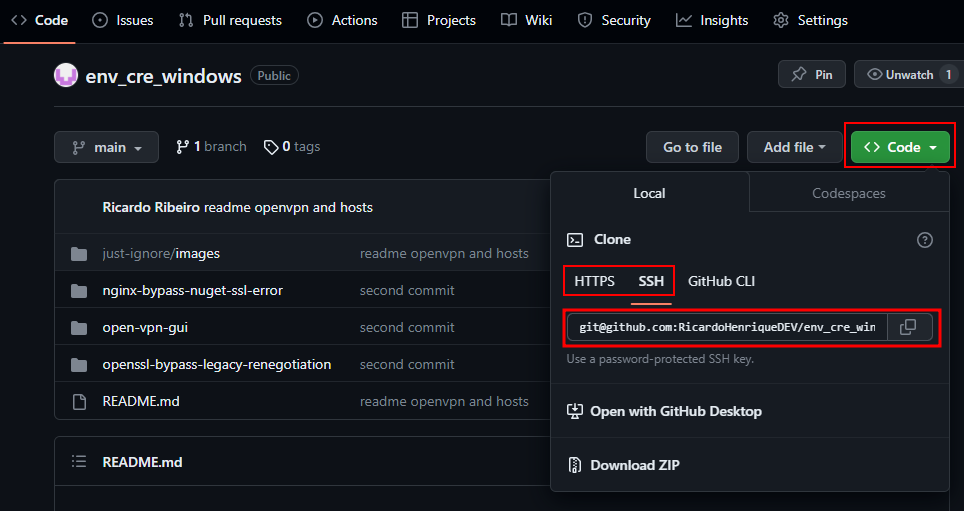 Code Issues Pull requests Actions Projects Wiki Security Insights Settings
env_cre_windows Public Pin Unwatch 1
main 1 branch 0 tags Go to file Add file Code
Local Codespaces
Ricardo Ribeiro readme openvpn and hosts
Clone
just-ignore/images readme openvpn and hosts
HTTPS SSH GitHub CLI
nginx-bypass-nuget-ssl-error second commit
open-vpn-gui second commit
git@github.com:RicardoHenriqueDEV/env_cre_win
Use a password-protected SSH key.
openssl-bypass-legacy-renegotiation second commit
README.md readme openvpn and hosts
Open with GitHub Desktop
README.md
Download ZIP